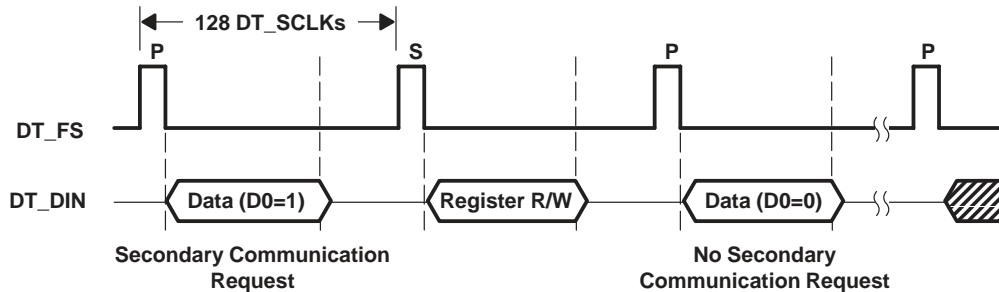 128 DT_SCLKs
P S P P
DT_FS
DT_DIN Data (D0=1) Register R/W Data (D0=0)
Secondary Communication
Request
No Secondary
Communication Request